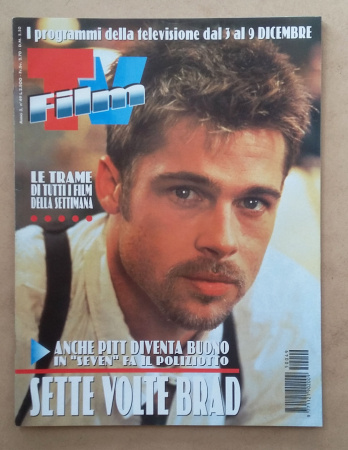 I programmi della televisione dal 3 al 9 DICEMBRE
TV
Film
LE TRAME
DI TUTTI I FILM
DELLA SETTIMANA
ANCHE PITT DIVENTA BUONO
IN "SEVEN" FA IL POLIZIOTTO
SETTE VOLTE BRAD